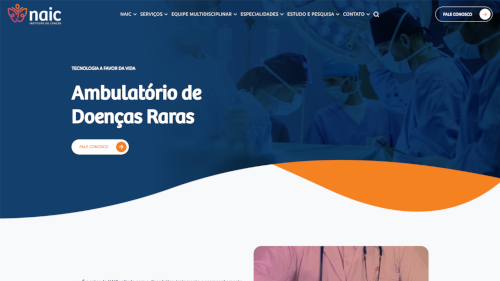 naic
INSTITUTO DO CÂNCER
NAIC SERVIÇOS EQUIPE MULTIDISCIPLINAR ESPECIALIDADES ESTUDO E PESQUISA CONTATO
FALE CONOSCO
TECNOLOGIA A FAVOR DA VIDA
Ambulatório de
Doenças Raras
FALE CONOSCO